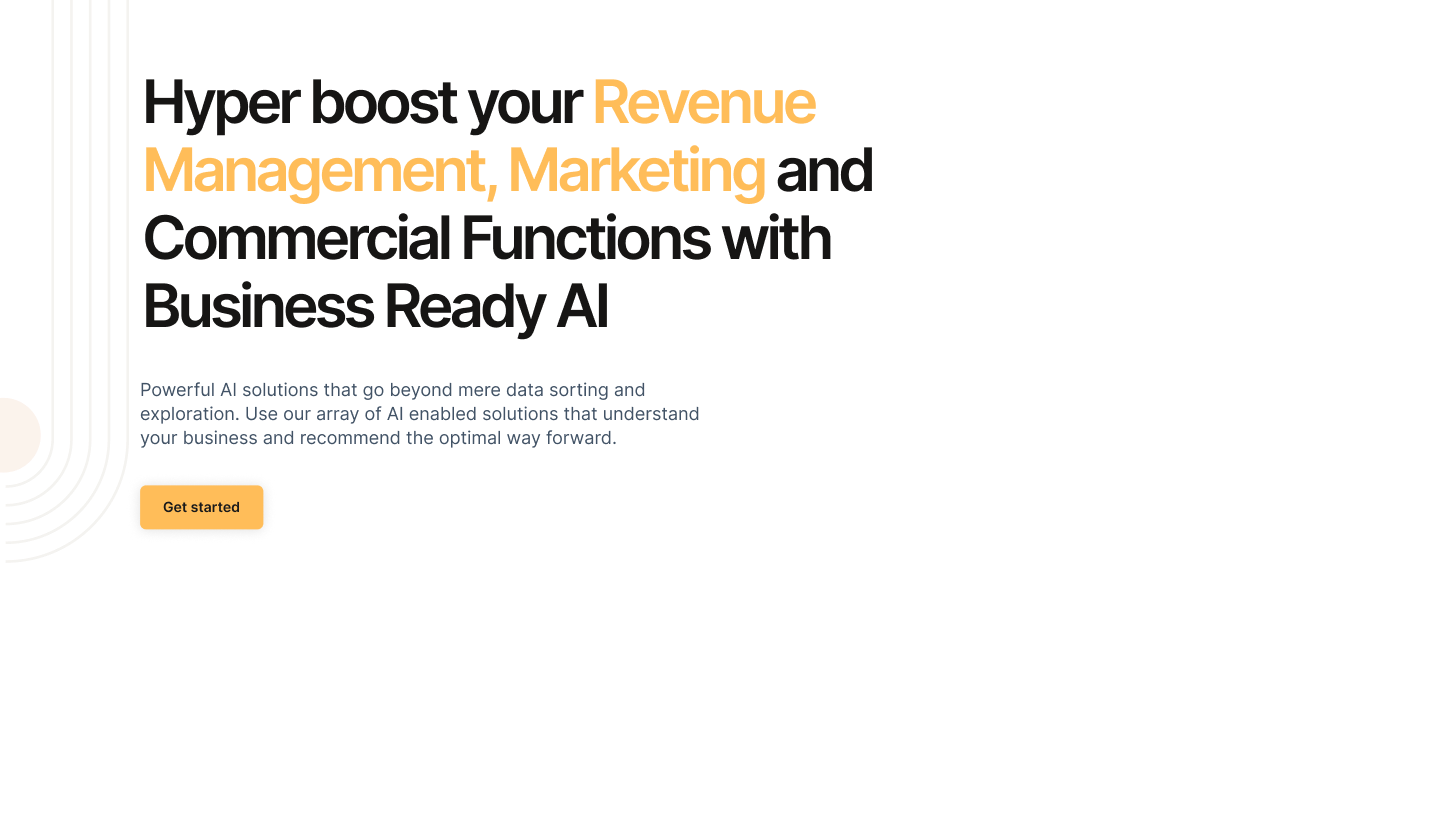 Hyper boost your Revenue
Management, Marketing and
Commercial Functions with
Business Ready AI
Powerful AI solutions that go beyond mere data sorting and
exploration. Use our array of AI enabled solutions that understand
your business and recommend the optimal way forward.
Get started